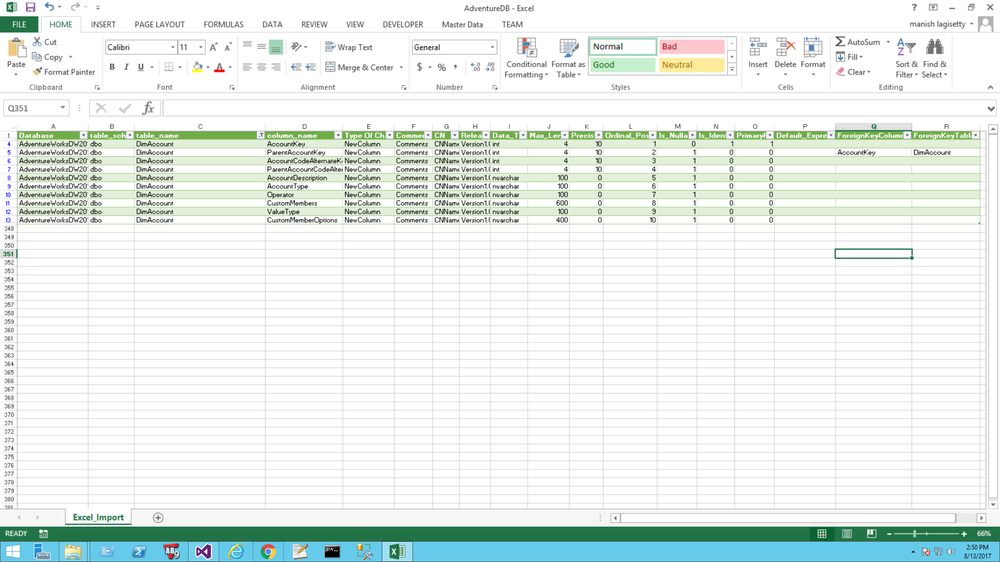 AdventureDB - Excel
?
FILE HOME INSERT PAGE LAYOUT FORMULAS DATA REVIEW VIEW DEVELOPER Master Data TEAM manish lagisetty
Paste Cut Copy Format Painter Clipboard
Calibri 11 B I U A Font
Wrap Text Merge & Center Alignment
General $ % Number
Conditional Formatting Format as Table Normal Bad Good Neutral Styles
Insert Delete Format Cells
AutoSum Fill Clear Sort & Filter Find & Select Editing
Q351 fx
A B C D E F G H I J K L M N O P Q R
1 Database table_sch table_name column_name Type Of Ch Commer CN Relea Data_T Max_Ler Precis Ordinal_Pos Is_Nulla Is_Iden Primary Default_Expre ForeignKeyColumn ForeignKeyTabl
4 AdventureWorksDW20 dbo DimAccount AccountKey NewColumn Comments CNName Version1.0 int 4 10 1 0 1 1
5 AdventureWorksDW20 dbo DimAccount ParentAccountKey NewColumn Comments CNName Version1.0 int 4 10 2 1 0 0 AccountKey DimAccount
6 AdventureWorksDW20 dbo DimAccount AccountCodeAlternateK NewColumn Comments CNName Version1.0 int 4 10 3 1 0 0
7 AdventureWorksDW20 dbo DimAccount ParentAccountCodeAlter NewColumn Comments CNName Version1.0 int 4 10 4 1 0 0
8 AdventureWorksDW20 dbo DimAccount AccountDescription NewColumn Comments CNName Version1.0 nvarchar 100 0 5 1 0 0
9 AdventureWorksDW20 dbo DimAccount AccountType NewColumn Comments CNName Version1.0 nvarchar 100 0 6 1 0 0
10 AdventureWorksDW20 dbo DimAccount Operator NewColumn Comments CNName Version1.0 nvarchar 100 0 7 1 0 0
11 AdventureWorksDW20 dbo DimAccount CustomMembers NewColumn Comments CNName Version1.0 nvarchar 600 0 8 1 0 0
12 AdventureWorksDW20 dbo DimAccount ValueType NewColumn Comments CNName Version1.0 nvarchar 100 0 9 1 0 0
13 AdventureWorksDW20 dbo DimAccount CustomMemberOptions NewColumn Comments CNName Version1.0 nvarchar 400 0 10 1 0 0
348
349
350
351
352
353
354
355
356
357
358
359
360
361
362
363
364
365
366
367
368
369
370
371
372
373
374
375
376
377
378
379
380
381
Excel_Import
READY 66%
2:50 PM
8/13/2017